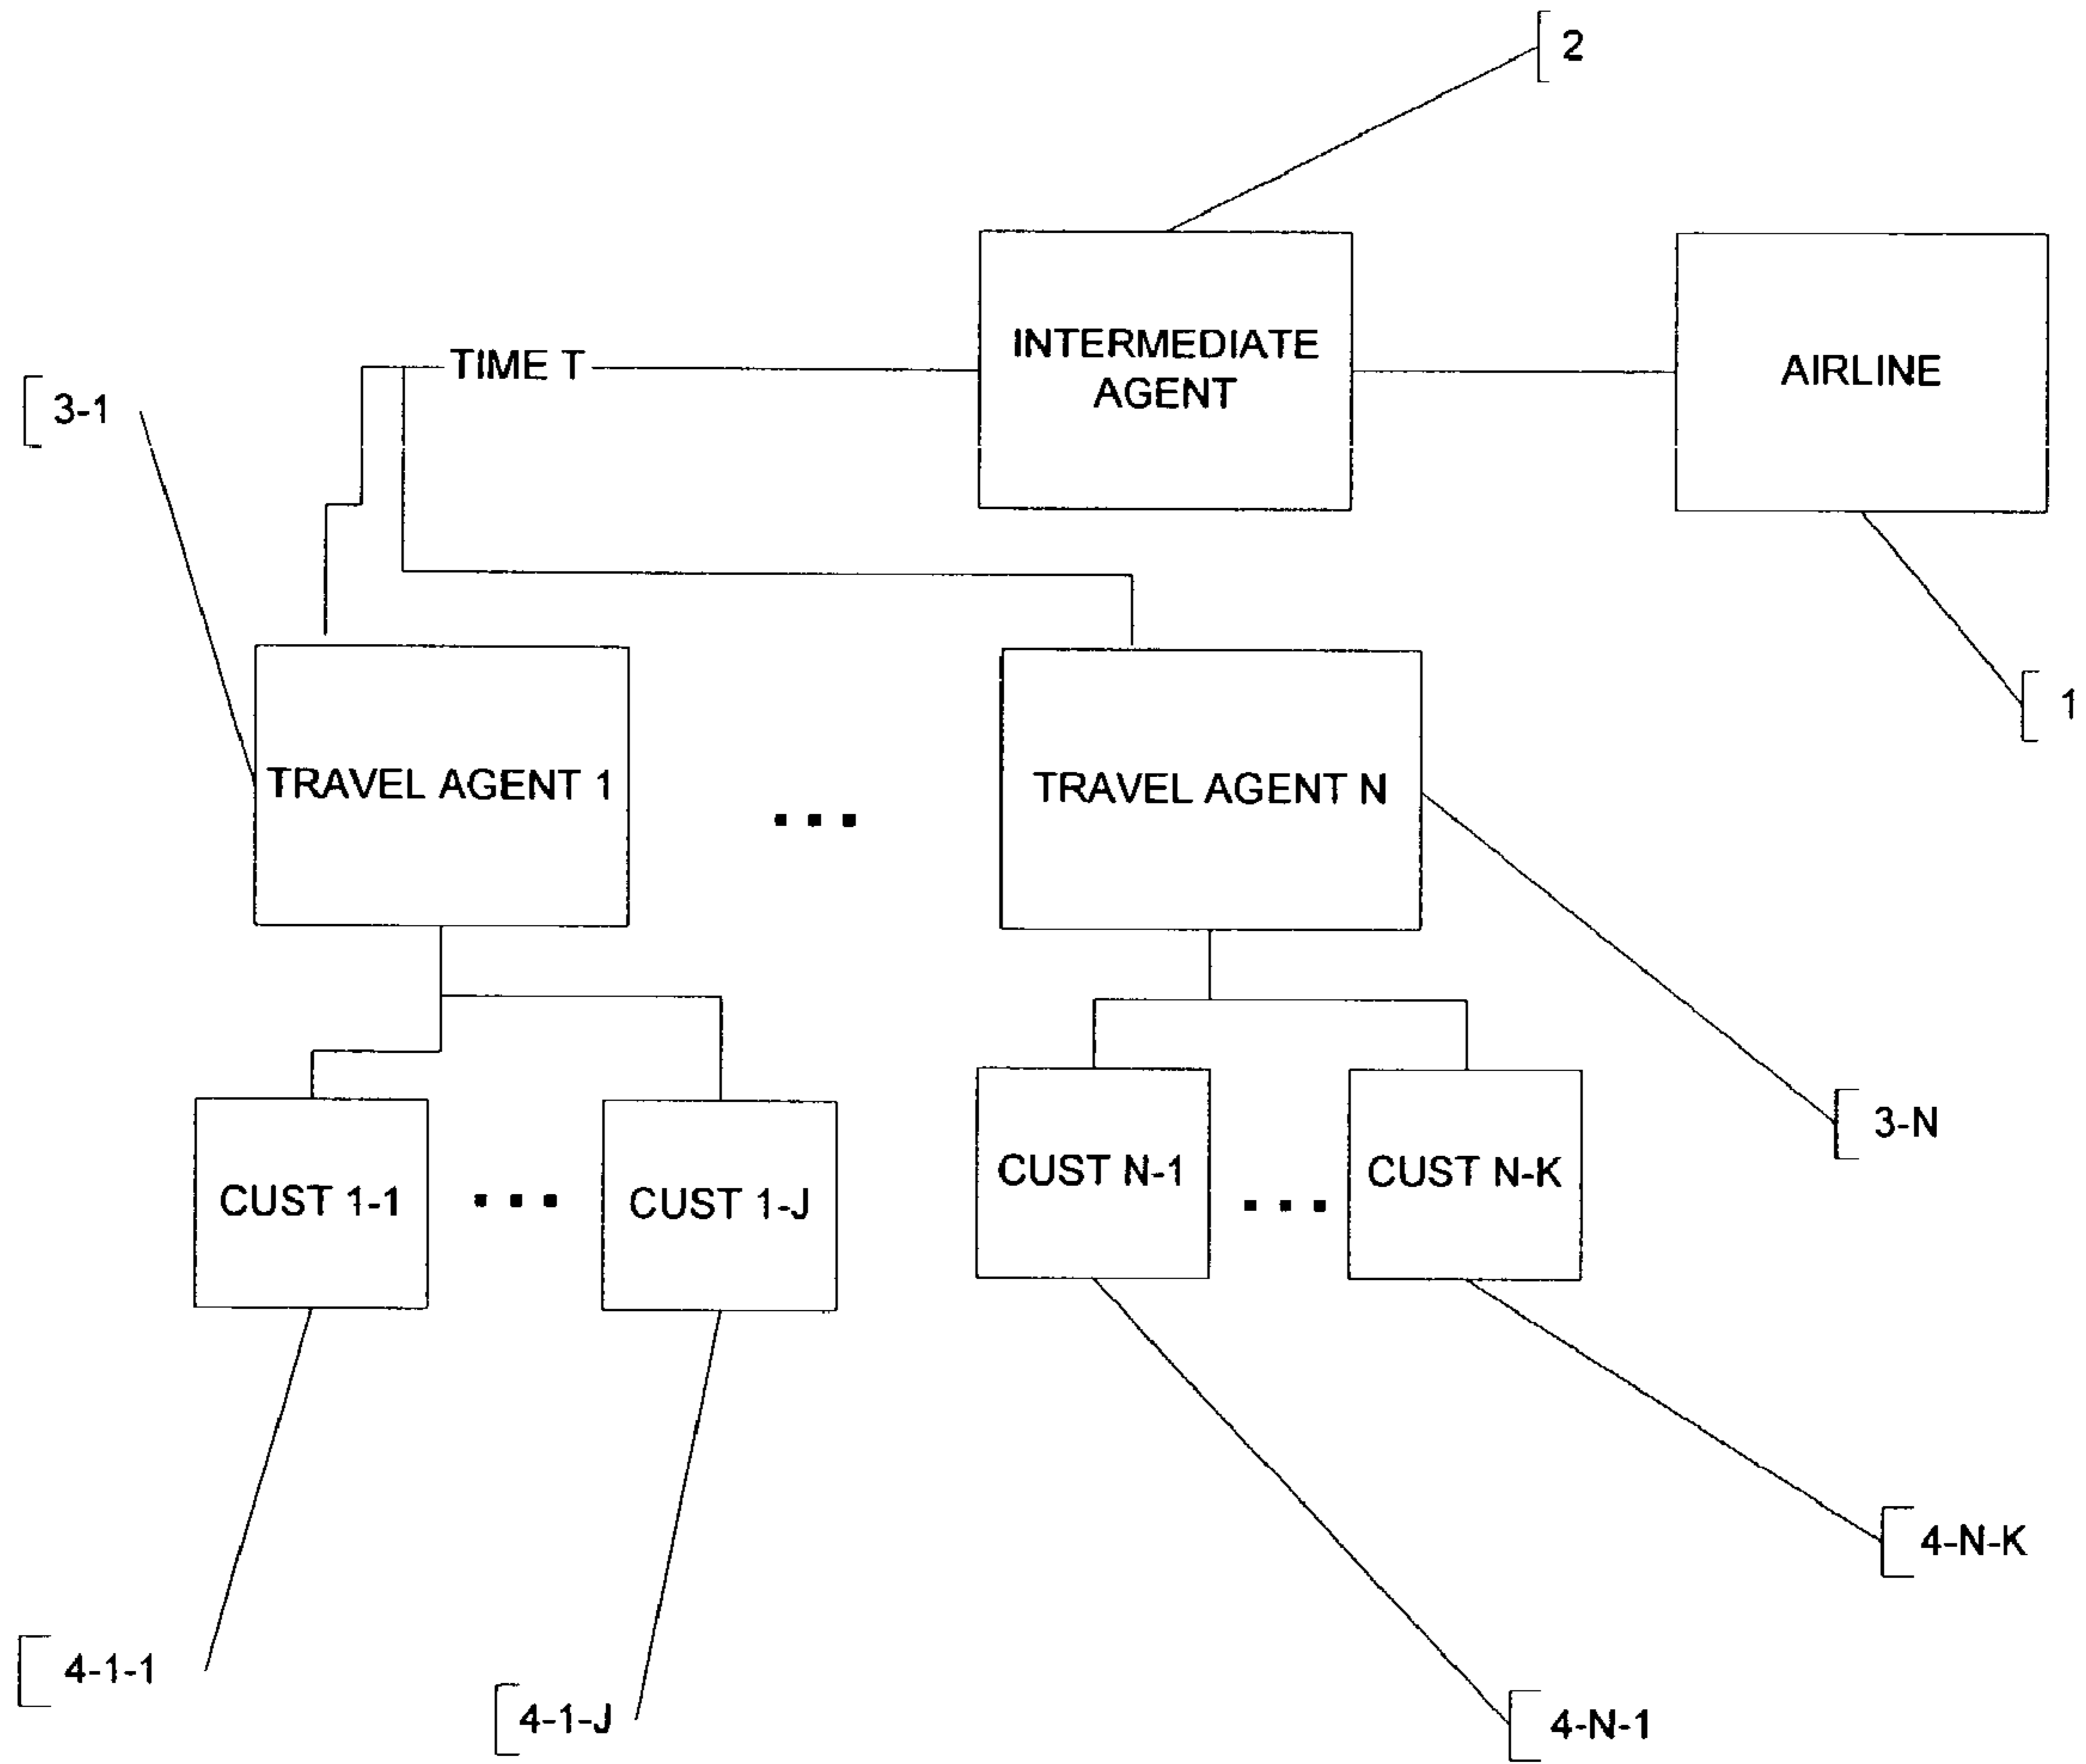 2
INTERMEDIATE
AGENT
AIRLINE
TIME T
3-1
1
TRAVEL AGENT 1
...
TRAVEL AGENT N
3-N
CUST 1-1
...
CUST 1-J
CUST N-1
...
CUST N-K
4-N-K
4-1-1
4-1-J
4-N-1